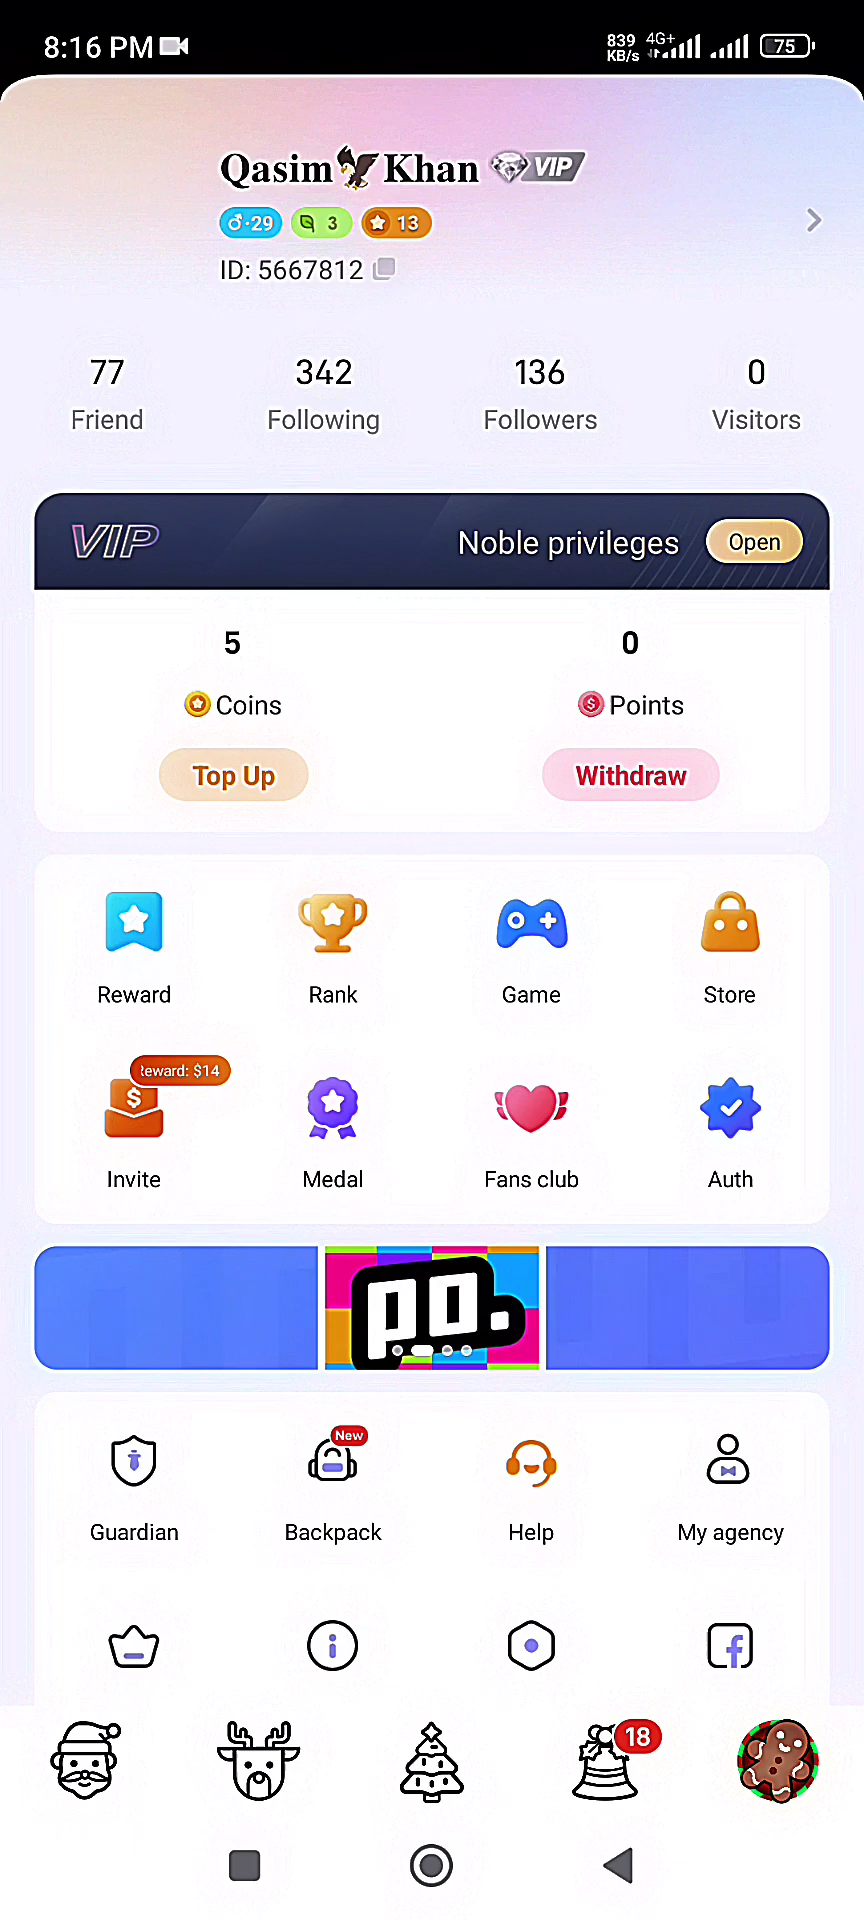 8:16 PM 839 KB/s 4G+ 75
Qasim Khan VIP
29 3 13
ID: 5667812
77 342 136 0
Friend Following Followers Visitors
VIP Noble privileges Open
5 0
Coins Points
Top Up Withdraw
Reward Rank Game Store
Reward: $14
Invite Medal Fans club Auth
po.
New
Guardian Backpack Help My agency
18